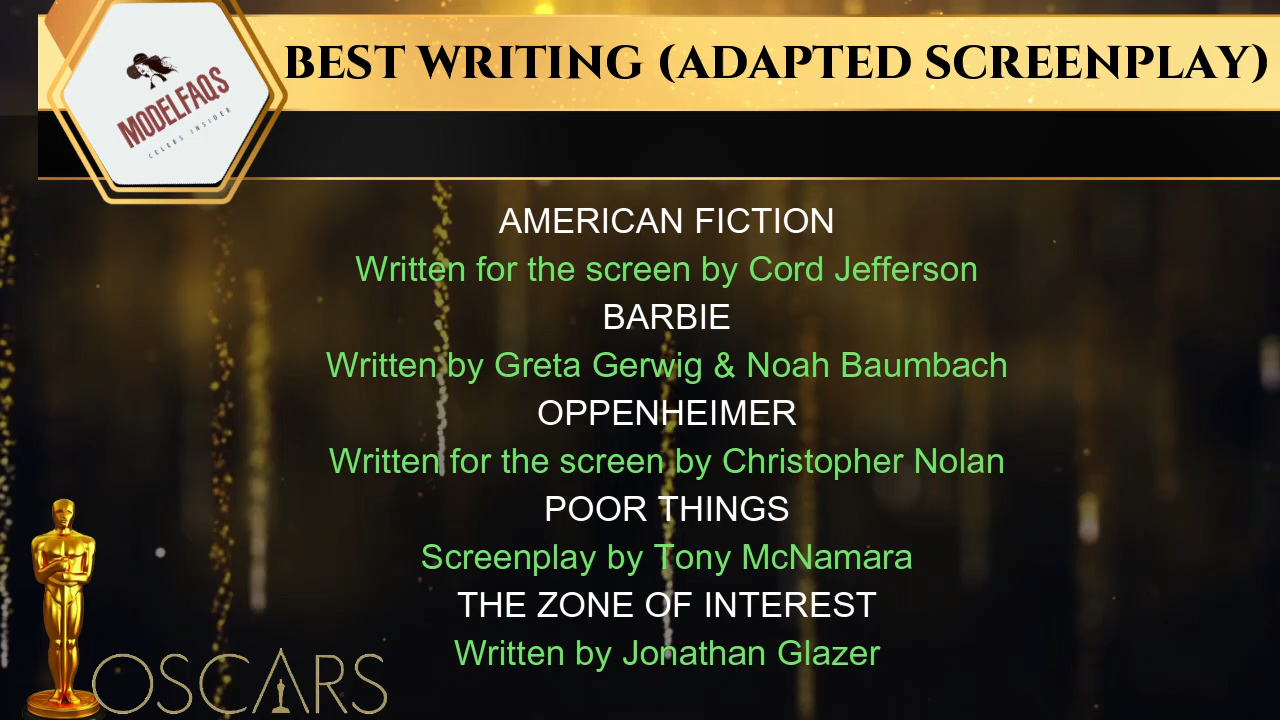 BEST WRITING (ADAPTED SCREENPLAY)
MODELFAQS
CELEBS INSIDER
AMERICAN FICTION
Written for the screen by Cord Jefferson
BARBIE
Written by Greta Gerwig & Noah Baumbach
OPPENHEIMER
Written for the screen by Christopher Nolan
POOR THINGS
Screenplay by Tony McNamara
THE ZONE OF INTEREST
Written by Jonathan Glazer
OSCARS